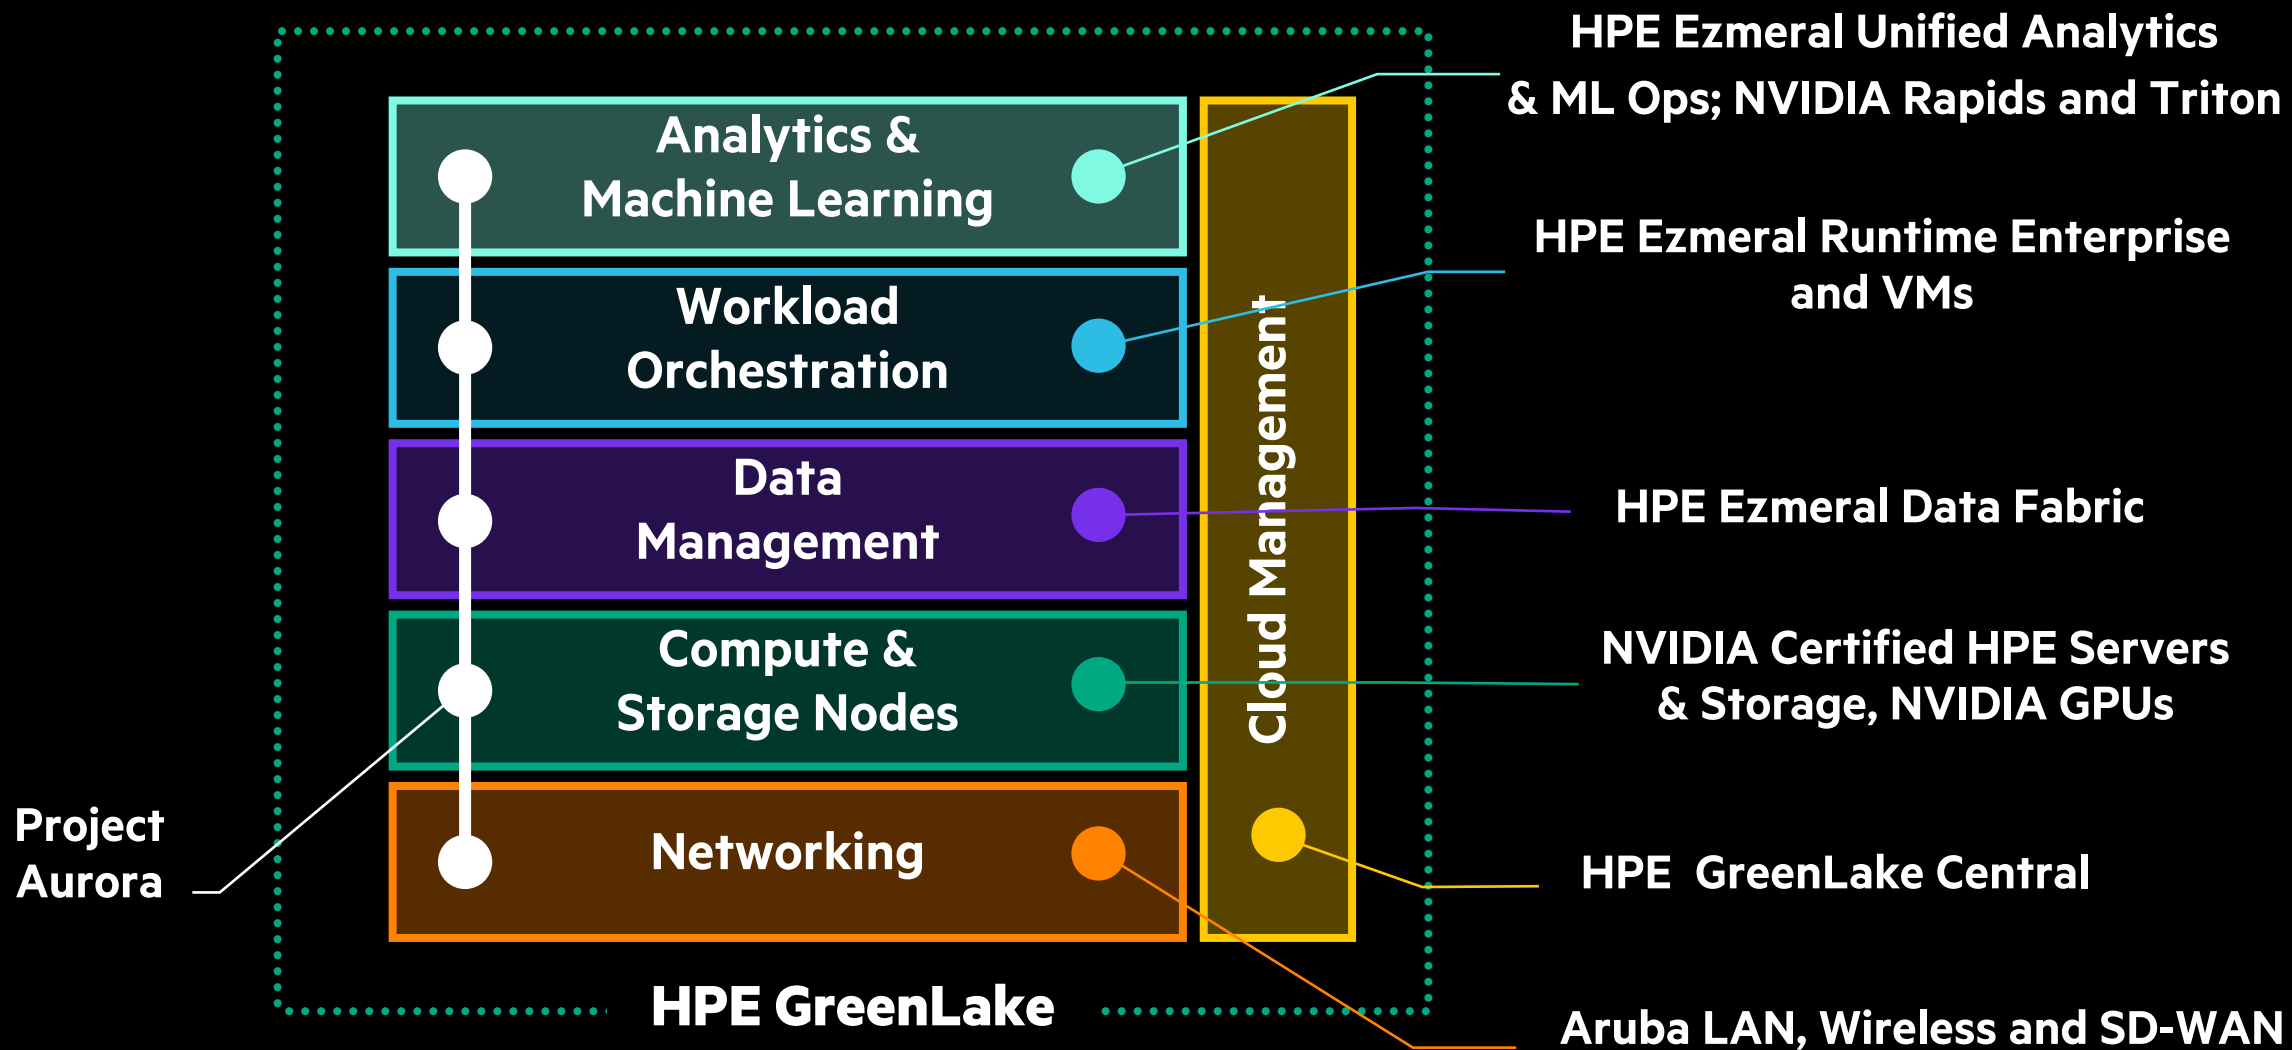 HPE Ezmeral Unified Analytics
& ML Ops; NVIDIA Rapids and Triton
Analytics &
Machine Learning
HPE Ezmeral Runtime Enterprise
and VMs
Workload
Orchestration
Cloud Management
Data
Management
HPE Ezmeral Data Fabric
Compute &
Storage Nodes
NVIDIA Certified HPE Servers
& Storage, NVIDIA GPUs
Project
Aurora
Networking
HPE GreenLake Central
HPE GreenLake
Aruba LAN, Wireless and SD-WAN